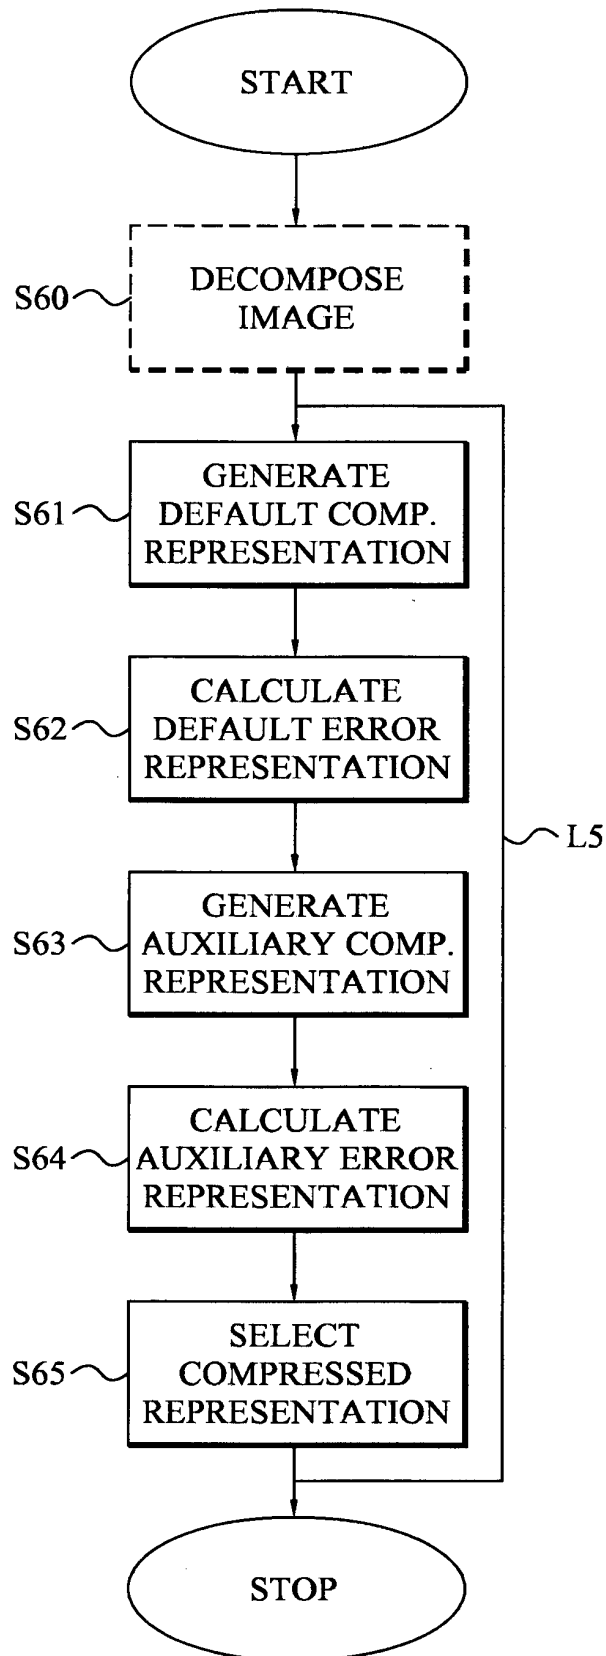 START
S60
DECOMPOSE
IMAGE
S61
GENERATE
DEFAULT COMP.
REPRESENTATION
S62
CALCULATE
DEFAULT ERROR
REPRESENTATION
L5
S63
GENERATE
AUXILIARY COMP.
REPRESENTATION
S64
CALCULATE
AUXILIARY ERROR
REPRESENTATION
S65
SELECT
COMPRESSED
REPRESENTATION
STOP